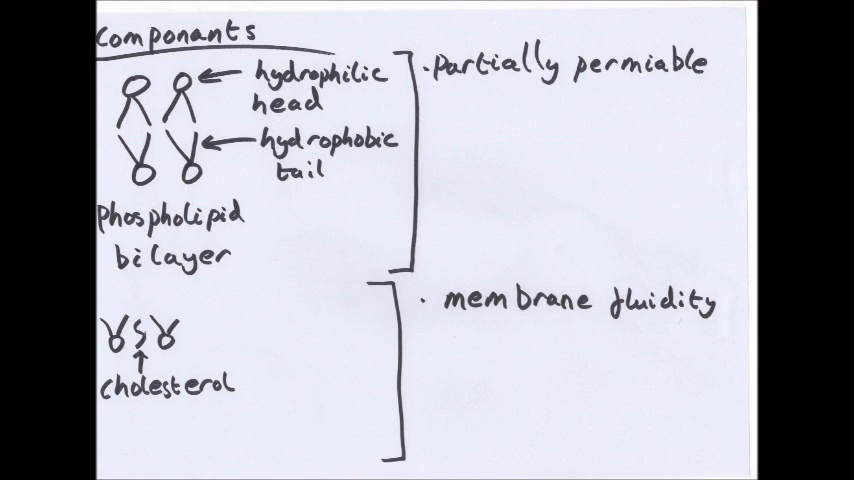 componants
hydrophilic
head
· partially permiable
hydrophobic
tail
phospholipid
bilayer
· membrane fluidity
cholesterol